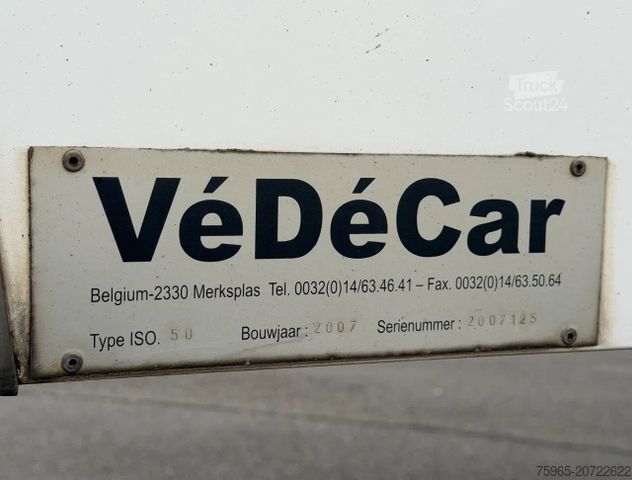 Truck
Scout24
VéDéCar
Belgium-2330 Merksplas Tel. 0032(0)14/63.46.41 – Fax. 0032(0)14/63.50.64
Type ISO. 50 Bouwjaar : 2007 Serienummer : 2007125
75965-20722622